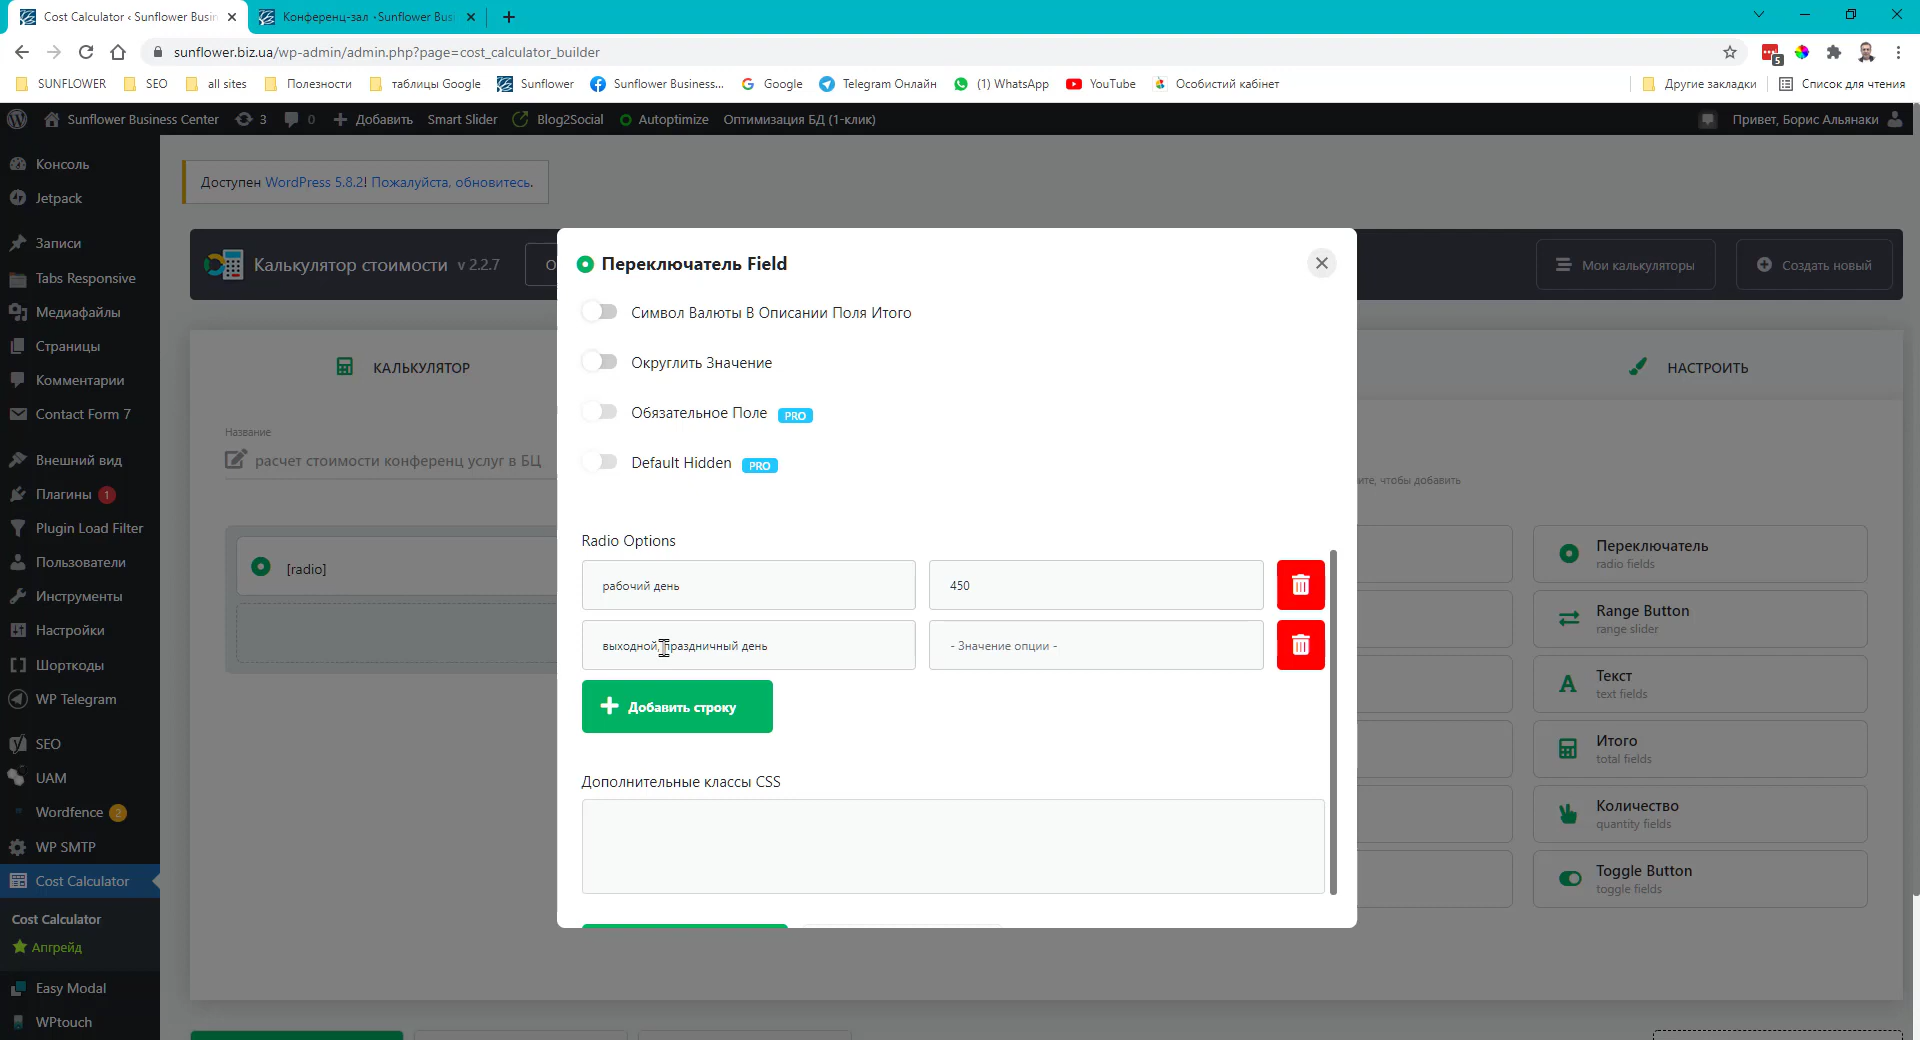 Cost Calculator ‹ Sunflower Busin
Конференц-зал · Sunflower Busi
sunflower.biz.ua/wp-admin/admin.php?page=cost_calculator_builder
5
SUNFLOWER
SEO
all sites
Полезности
таблицы Google
Sunflower
Sunflower Business...
Google
Telegram Онлайн
(1) WhatsApp
YouTube
Особистий кабінет
Другие закладки
Список для чтения
Sunflower Business Center
3
0
Добавить
Smart Slider
Blog2Social
Autoptimize
Оптимизация БД (1-клик)
Привет, Борис Альянаки
Консоль
Jetpack
Записи
Tabs Responsive
Медиафайлы
Страницы
Комментарии
Contact Form 7
Внешний вид
Плагины 1
Plugin Load Filter
Пользователи
Инструменты
Настройки
Шорткоды
WP Telegram
SEO
UAM
Wordfence 2
WP SMTP
Cost Calculator
Cost Calculator
Апгрейд
Easy Modal
WPtouch
Доступен WordPress 5.8.2! Пожалуйста, обновитесь.
Калькулятор стоимости v 2.2.7
Мои калькуляторы
Создать новый
КАЛЬКУЛЯТОР
НАСТРОИТЬ
Название
расчет стоимости конференц услуг в БЦ
[radio]
Переключатель Field
Символ Валюты В Описании Поля Итого
Округлить Значение
Обязательное Поле PRO
Default Hidden PRO
Radio Options
рабочий день
450
выходной, праздничный день
- Значение опции -
Добавить строку
Дополнительные классы CSS
чтобы добавить
Переключатель
radio fields
Range Button
range slider
Текст
text fields
Итого
total fields
Количество
quantity fields
Toggle Button
toggle fields